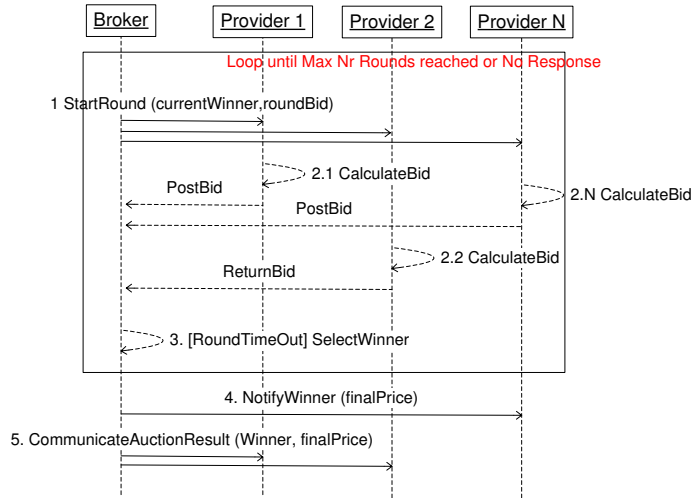 Broker
Provider 1
Provider 2
Provider N
Loop until Max Nr Rounds reached or No Response
1 StartRound (currentWinner,roundBid)
2.1 CalculateBid
PostBid
2.N CalculateBid
PostBid
2.2 CalculateBid
ReturnBid
3. [RoundTimeOut] SelectWinner
4. NotifyWinner (finalPrice)
5. CommunicateAuctionResult (Winner, finalPrice)